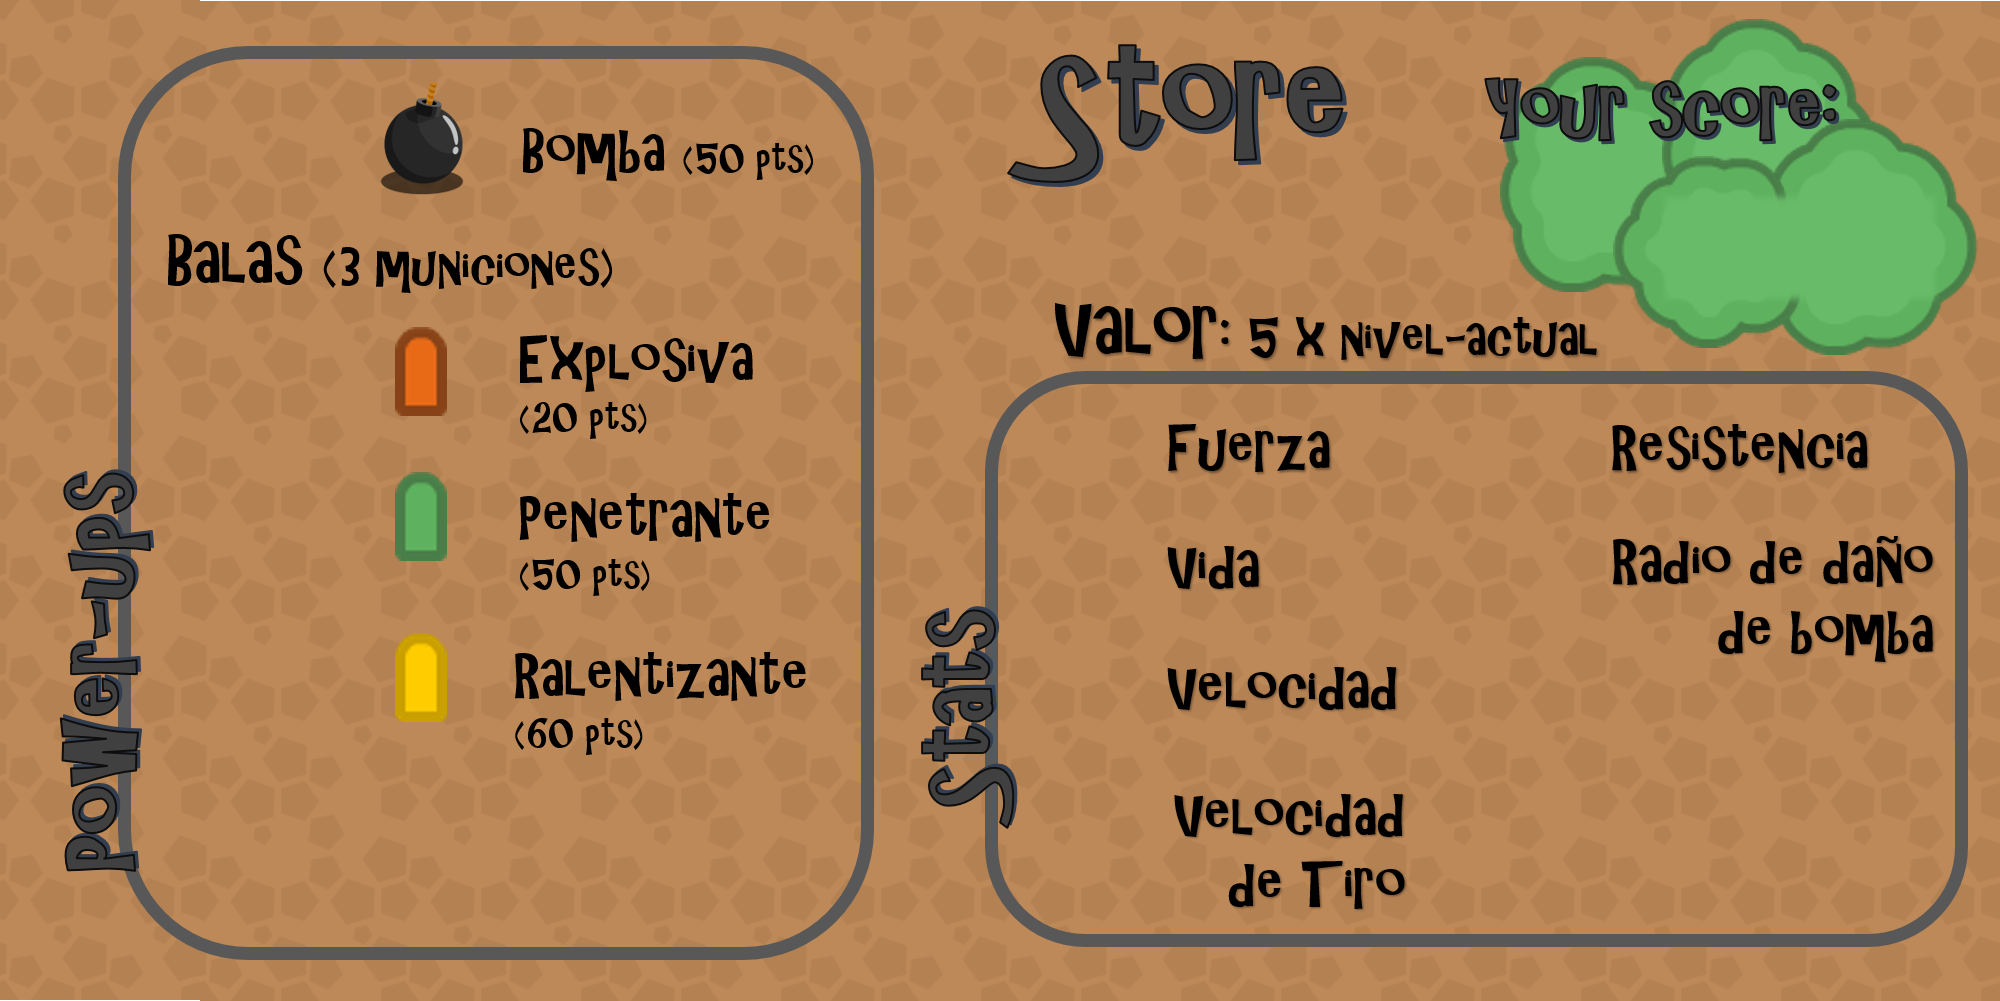 Store
Your Score:
Power-ups
Bomba (50 pts)
Balas (3 municiones)
Explosiva
(20 pts)
Penetrante
(50 pts)
Ralentizante
(60 pts)
Valor: 5 x nivel-actual
Stats
Fuerza
Vida
Velocidad
Velocidad
de Tiro
Resistencia
Radio de daño
de bomba